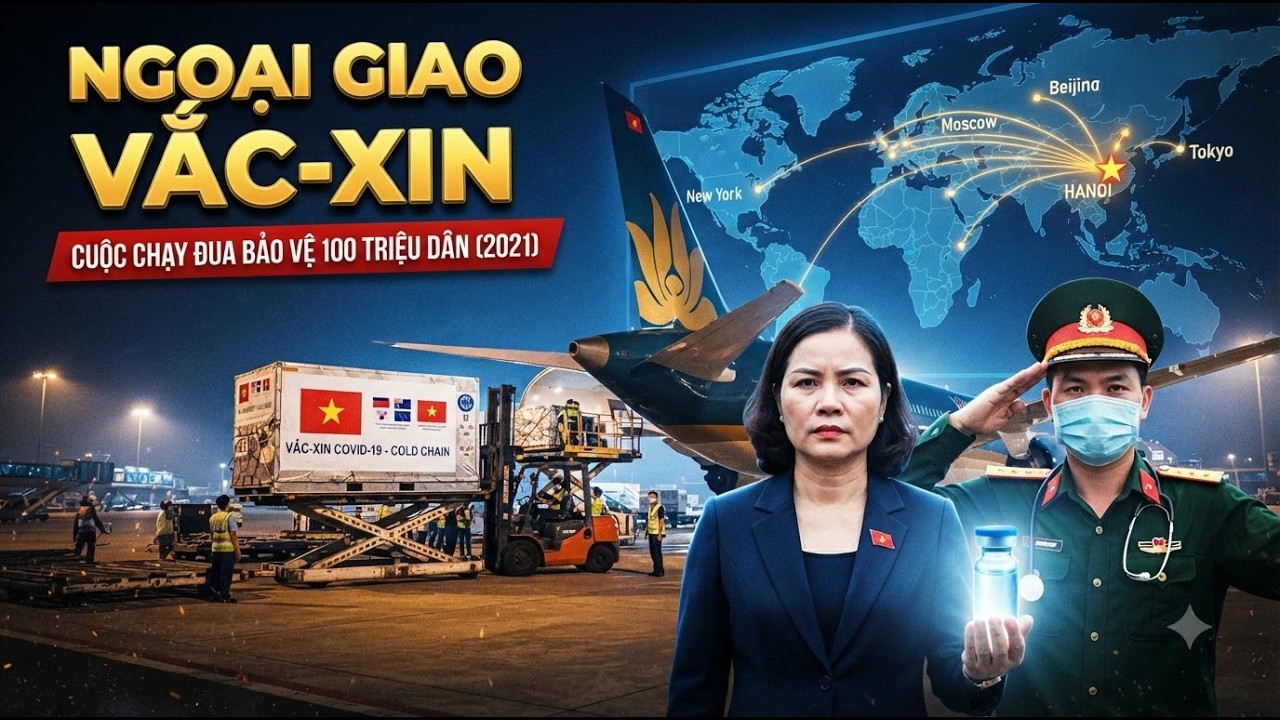 NGOẠI GIAO
VẮC-XIN
CUỘC CHẠY ĐUA BẢO VỆ 100 TRIỆU DÂN (2021)
Beijina
Moscow
Tokyo
New York
HANOI
VẮC-XIN COVID-19 - COLD CHAIN